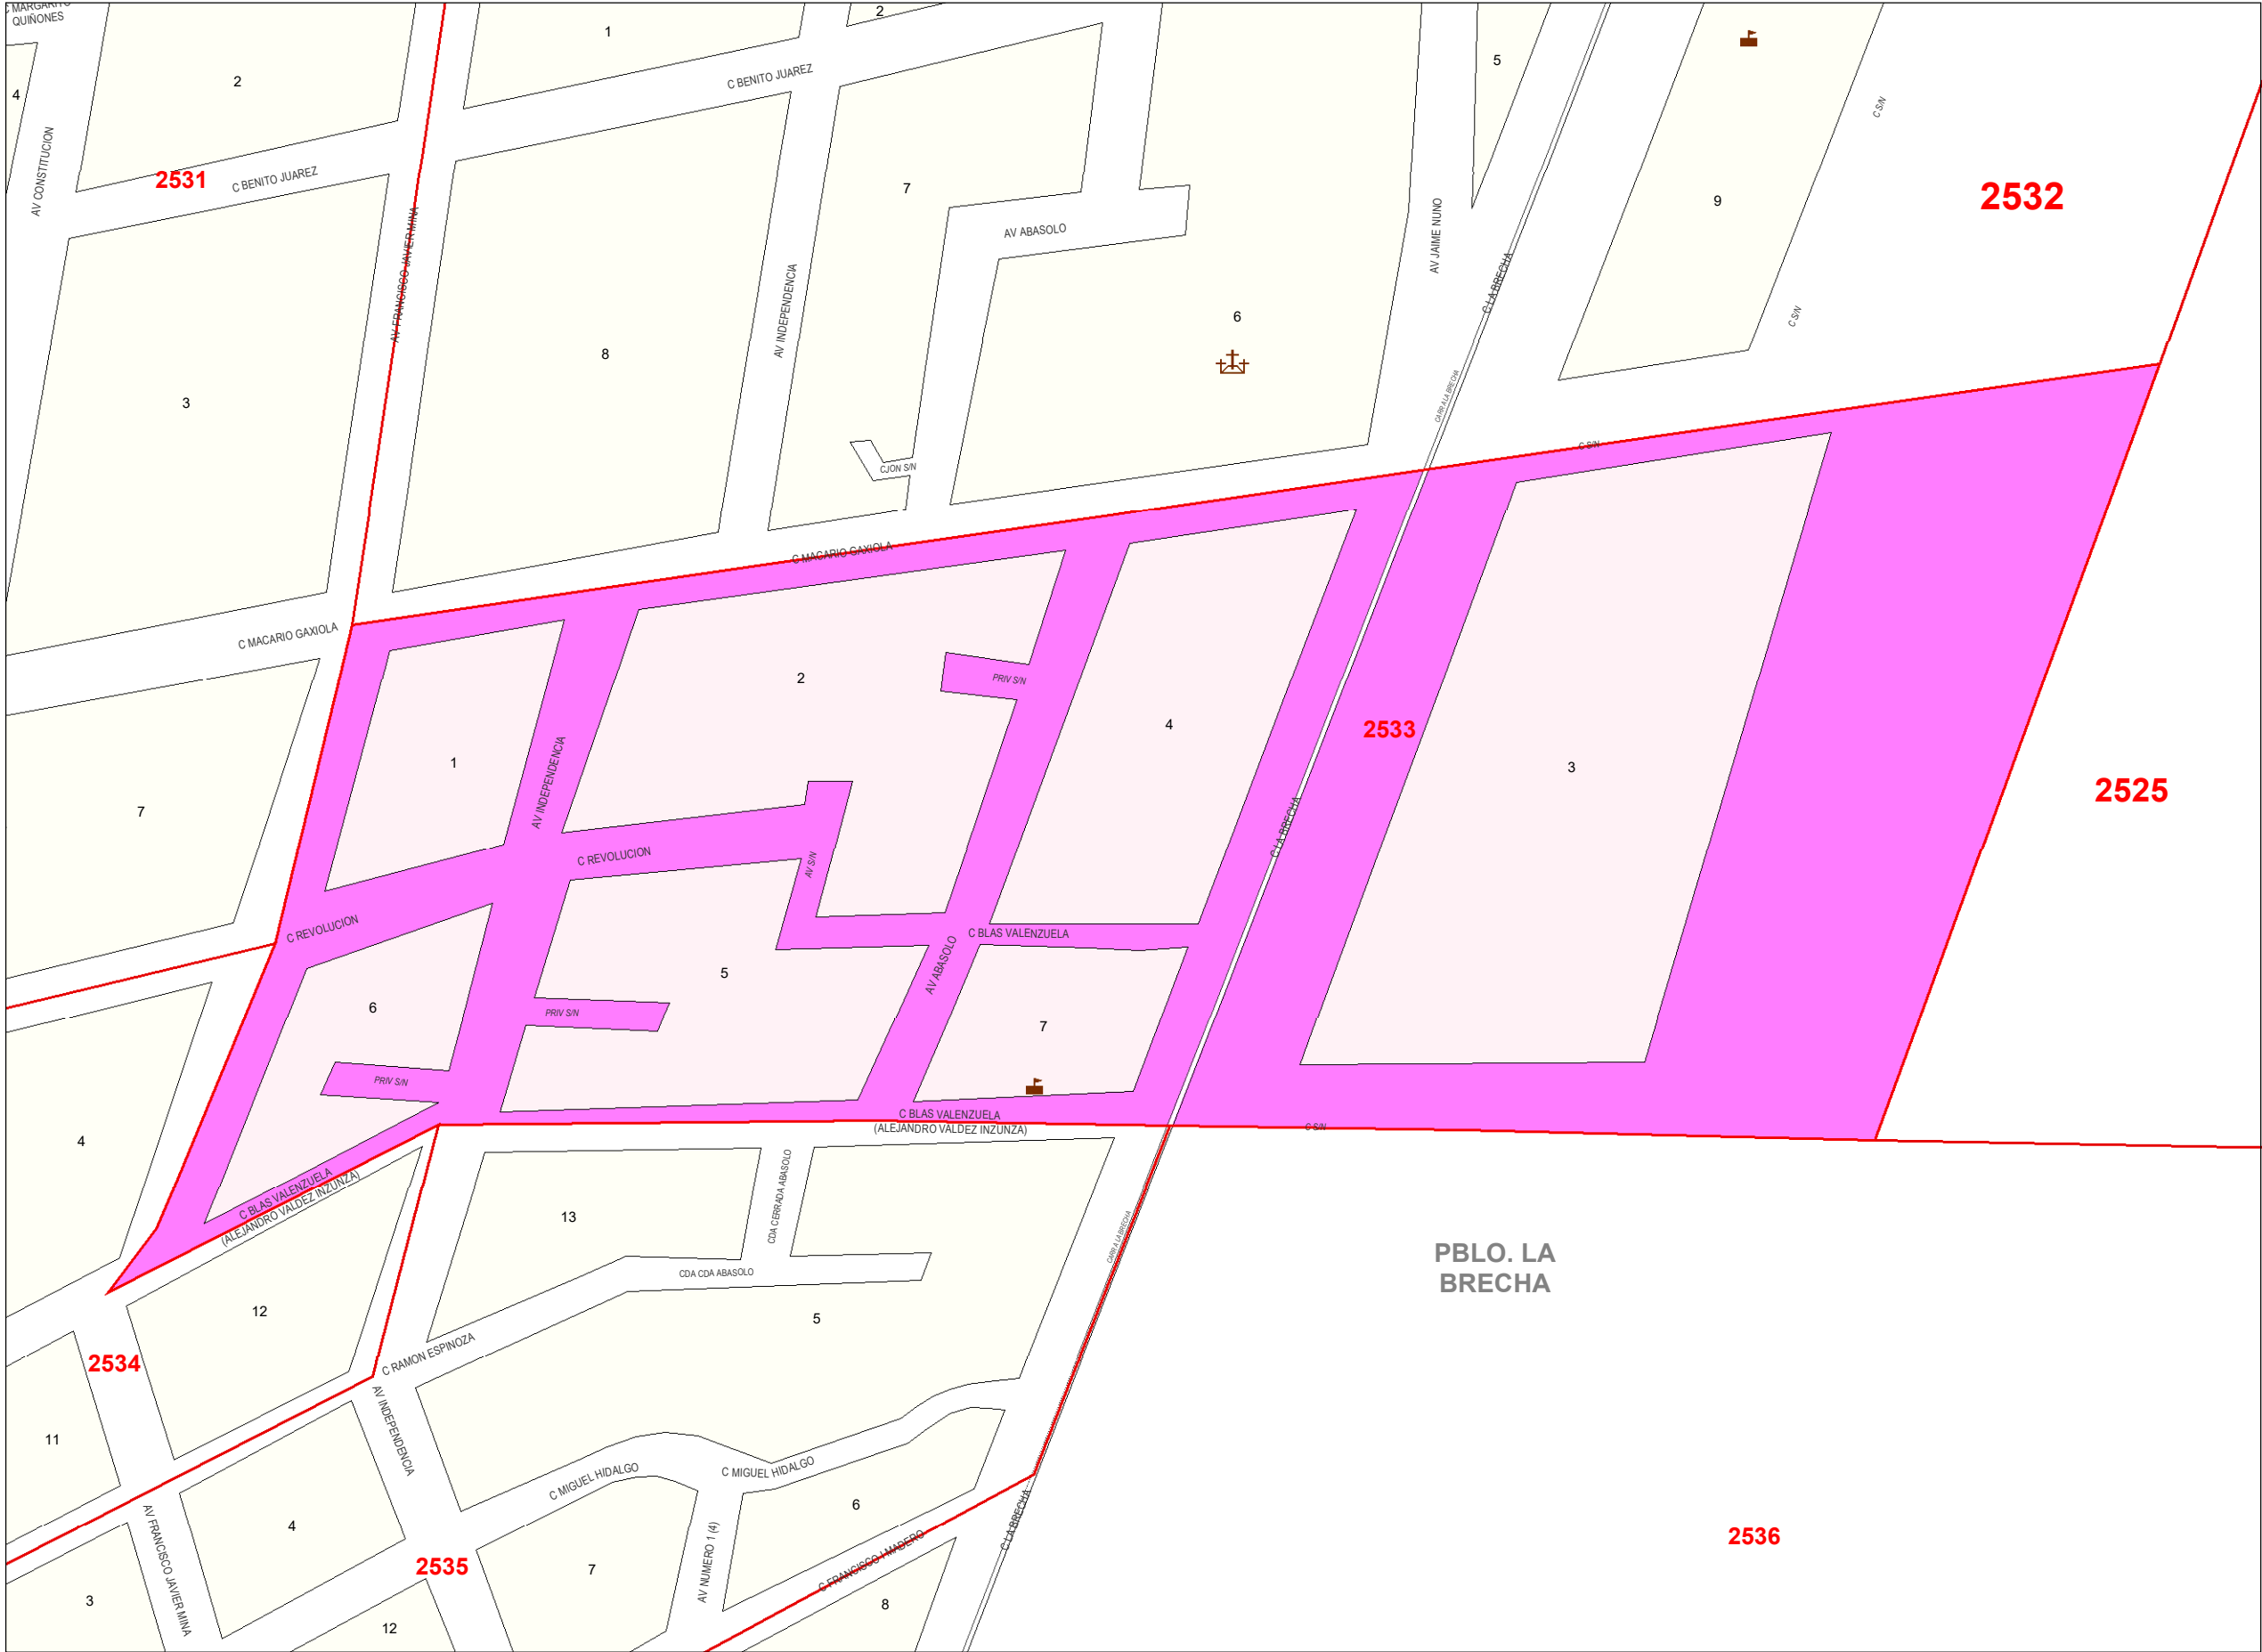 C MARGARITO
QUIÑONES
2
1
2
5
4
C BENITO JUAREZ
C S/N
AV CONSTITUCION
2531
C BENITO JUAREZ
7
9
2532
AV FRANCISCO JAVIER MINA
AV ABASOLO
AV JAIME NUNO
C LA BRECHA
AV INDEPENDENCIA
6
C S/N
8
3
CARR A LA BRECHA
CJON S/N
C S/N
C MACARIO GAXIOLA
C MACARIO GAXIOLA
2
PRIV S/N
4
2533
1
3
AV INDEPENDENCIA
2525
7
C LA BRECHA
C REVOLUCION
AV S/N
C REVOLUCION
C BLAS VALENZUELA
AV ABASOLO
5
6
PRIV S/N
7
PRIV S/N
C BLAS VALENZUELA
(ALEJANDRO VALDEZ INZUNZA)
C S/N
4
C BLAS VALENZUELA
(ALEJANDRO VALDEZ INZUNZA)
13
CDA CERRADA ABASOLO
CARR A LA BRECHA
PBLO. LA
BRECHA
CDA CDA ABASOLO
12
5
2534
C RAMON ESPINOZA
AV INDEPENDENCIA
11
C MIGUEL HIDALGO
C MIGUEL HIDALGO
6
C LA BRECHA
4
AV FRANCISCO JAVIER MINA
2535
7
AV NUMERO 1 (4)
C FRANCISCO I MADERO
2536
3
12
8